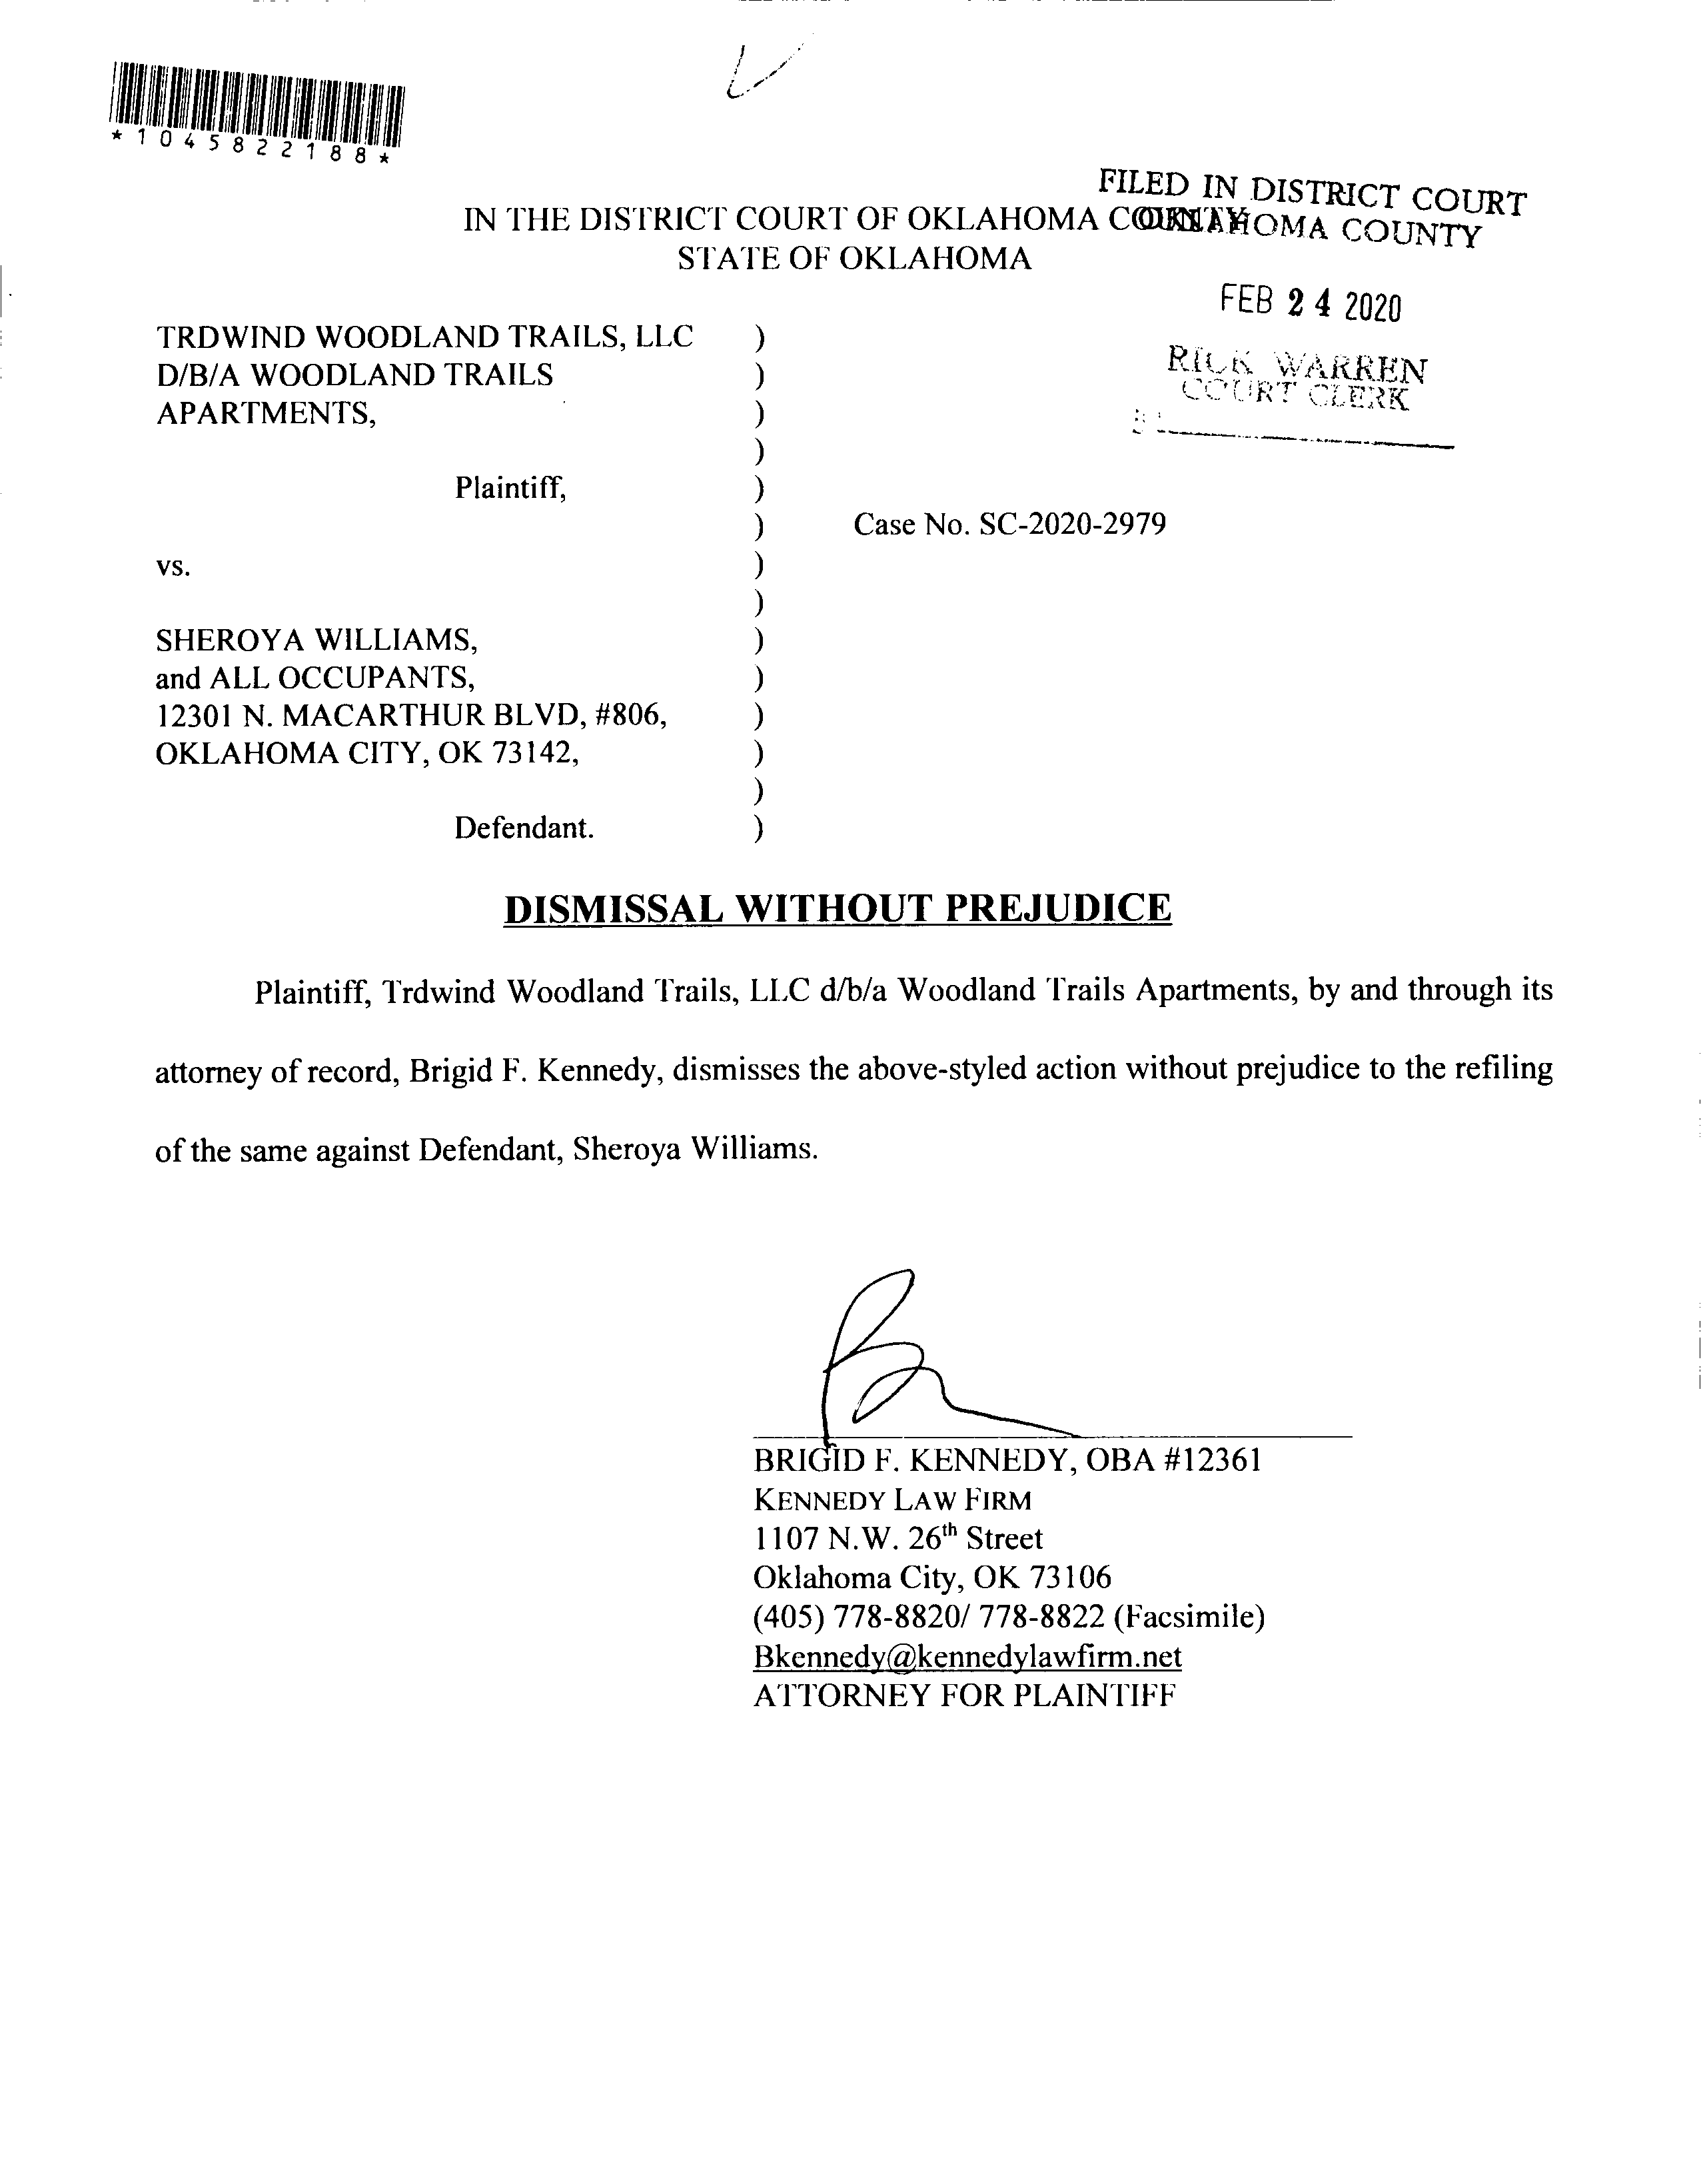 *1045822188*
FILED IN DISTRICT COURT
OKLAHOMA COUNTY
IN THE DISTRICT COURT OF OKLAHOMA COUNTY
STATE OF OKLAHOMA
FEB 24 2020
RICK WARREN
COURT CLERK
TRDWIND WOODLAND TRAILS, LLC )
D/B/A WOODLAND TRAILS )
APARTMENTS, )
)
Plaintiff, )
) Case No. SC-2020-2979
vs. )
)
SHEROYA WILLIAMS, )
and ALL OCCUPANTS, )
12301 N. MACARTHUR BLVD, #806, )
OKLAHOMA CITY, OK 73142, )
)
Defendant. )
DISMISSAL WITHOUT PREJUDICE
Plaintiff, Trdwind Woodland Trails, LLC d/b/a Woodland Trails Apartments, by and through its
attorney of record, Brigid F. Kennedy, dismisses the above-styled action without prejudice to the refiling
of the same against Defendant, Sheroya Williams.
BRIGID F. KENNEDY, OBA #12361
KENNEDY LAW FIRM
1107 N.W. 26th Street
Oklahoma City, OK 73106
(405) 778-8820/ 778-8822 (Facsimile)
Bkennedy@kennedylawfirm.net
ATTORNEY FOR PLAINTIFF